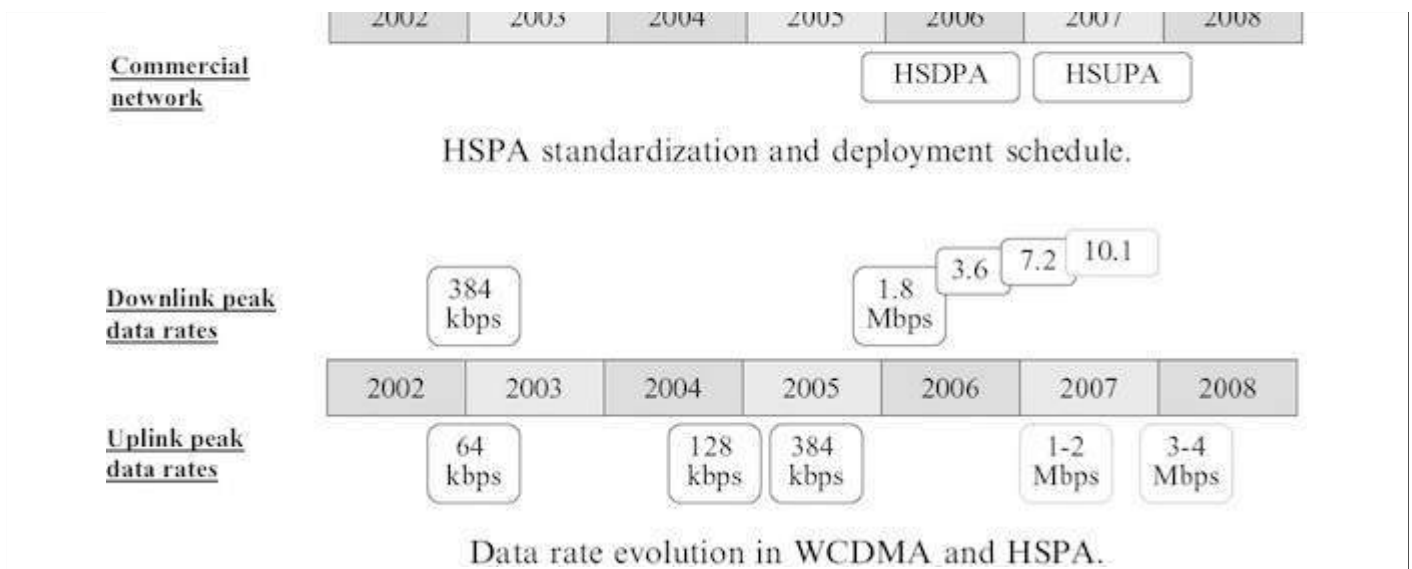 2002 2003 2004 2005 2006 2007 2008
Commercial
network
HSDPA HSUPA
HSPA standardization and deployment schedule.
Downlink peak
data rates
384
kbps
1.8
Mbps
3.6
7.2
10.1
2002 2003 2004 2005 2006 2007 2008
Uplink peak
data rates
64
kbps
128
kbps
384
kbps
1-2
Mbps
3-4
Mbps
Data rate evolution in WCDMA and HSPA.